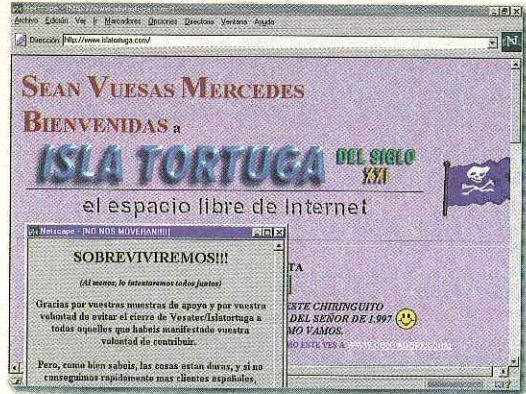 Archivo Edición Ver Ir Marcadores Opciones Directorio Ventana Ayuda
Dirección http://www.islatortuga.com/
SEAN VUESAS MERCEDES
BIENVENIDAS a
ISLA TORTUGA DEL SIGLO XXI
el espacio libre de Internet
Netscape - [NO NOS MOVERAN!!!!]
SOBREVIVIREMOS!!!
(Al menos, lo intentaremos todos juntos)
Gracias por vuestras muestras de apoyo y por vuestra
voluntad de evitar el cierre de Vesatec/Islatortuga a
todos aquellos que habeis manifestado vuestra
voluntad de contribuir.
Pero, como bien sabeis, las cosas estan duras, y si no
conseguimos rapidamente mas clientes españoles,
TA
ESTE CHIRINGUITO
DEL SEÑOR DE 1.997
MO VAMOS.